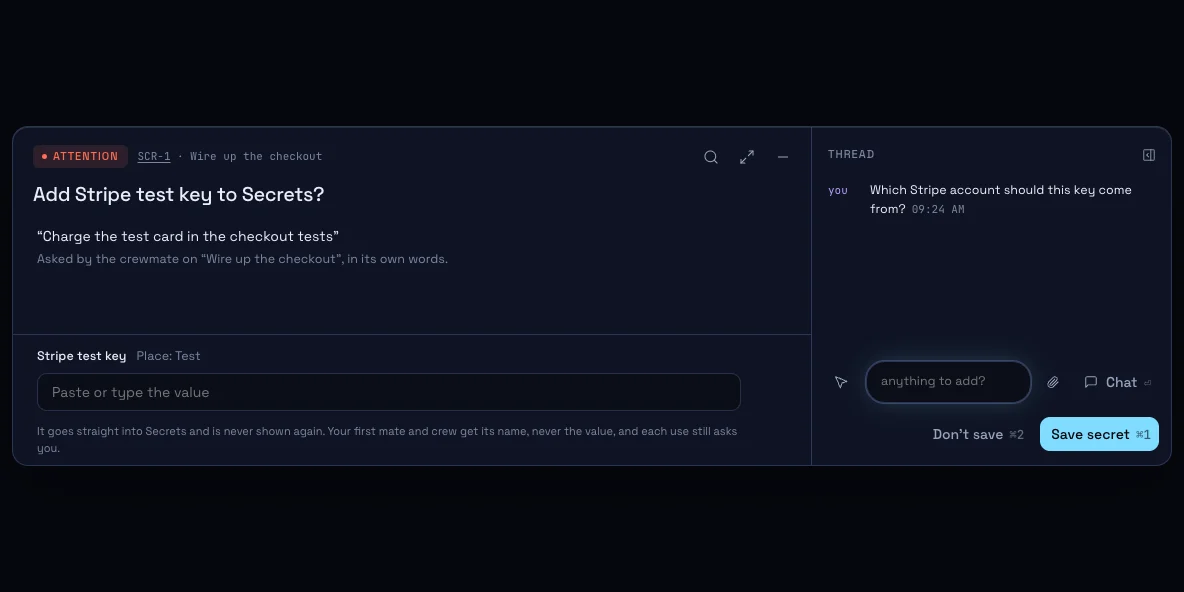 ATTENTION SCR-1 · Wire up the checkout
Add Stripe test key to Secrets?
“Charge the test card in the checkout tests”
Asked by the crewmate on “Wire up the checkout”, in its own words.
Stripe test key Place: Test
Paste or type the value
It goes straight into Secrets and is never shown again. Your first mate and crew get its name, never the value, and each use still asks
you.
THREAD
you Which Stripe account should this key come
from? 09:24 AM
anything to add?
Chat ⏎
Don’t save ⌘2
Save secret ⌘1